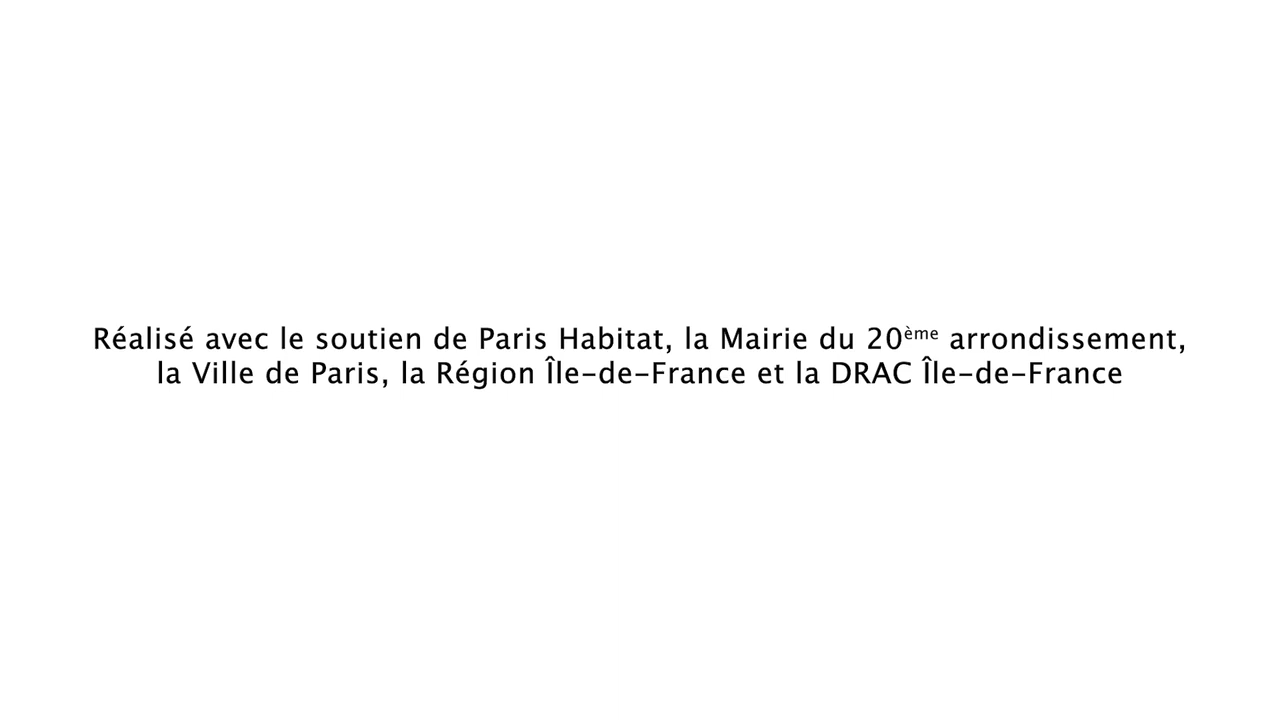 Réalisé avec le soutien de Paris Habitat, la Mairie du 20ème arrondissement,
la Ville de Paris, la Région Île-de-France et la DRAC Île-de-France